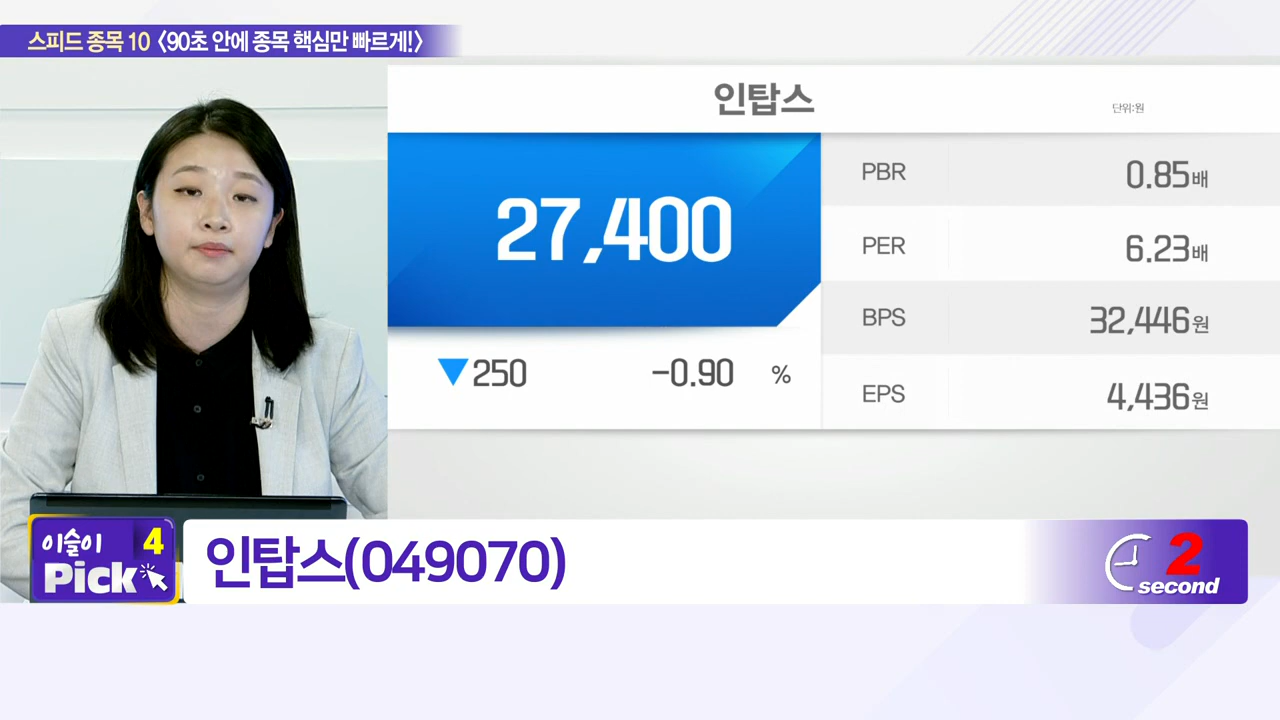 스피드 종목 10 <90초 안에 종목 핵심만 빠르게!>
인탑스
단위:원
27,400
▼250 -0.90 %
PBR 0.85배
PER 6.23배
BPS 32,446원
EPS 4,436원
이슬이 4
Pick
인탑스(049070)
2
second